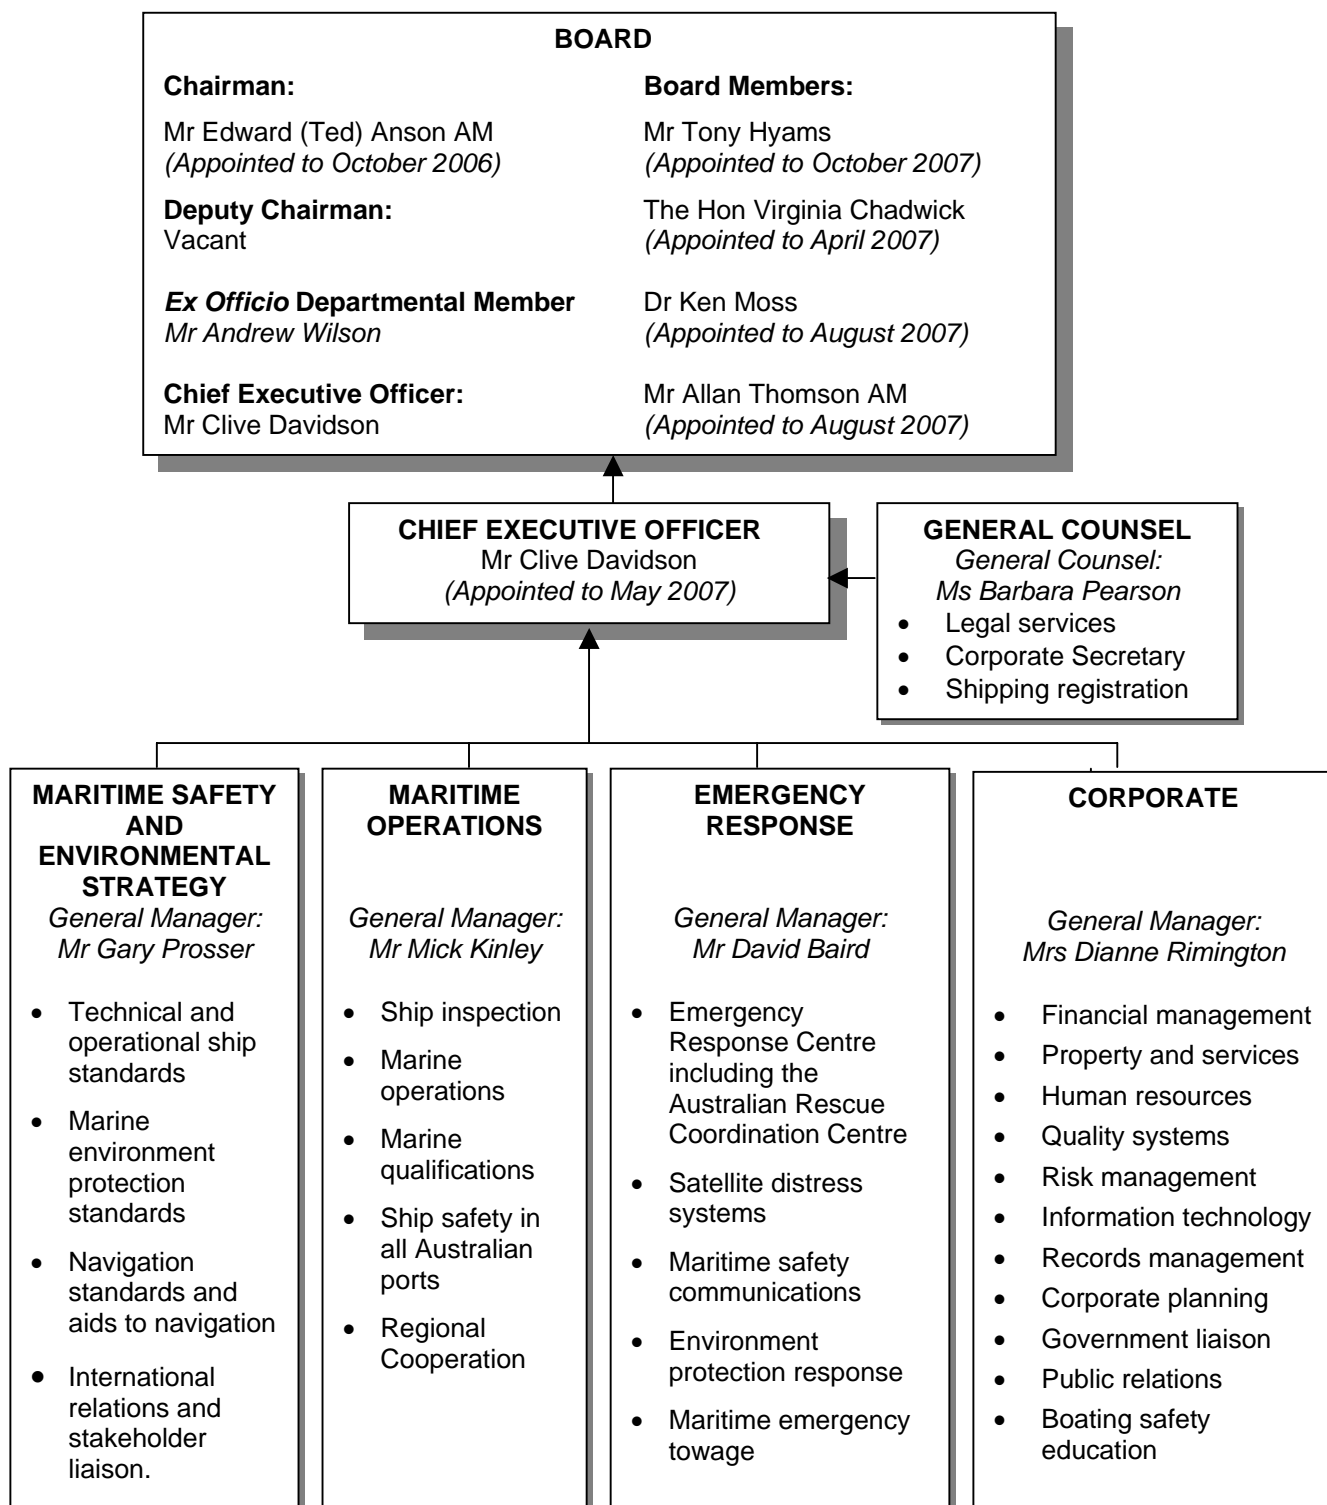 BOARD
Chairman:
Mr Edward (Ted) Anson AM
(Appointed to October 2006)
Deputy Chairman:
Vacant
Ex Officio Departmental Member
Mr Andrew Wilson
Chief Executive Officer:
Mr Clive Davidson
Board Members:
Mr Tony Hyams
(Appointed to October 2007)
The Hon Virginia Chadwick
(Appointed to April 2007)
Dr Ken Moss
(Appointed to August 2007)
Mr Allan Thomson AM
(Appointed to August 2007)
CHIEF EXECUTIVE OFFICER
Mr Clive Davidson
(Appointed to May 2007)
GENERAL COUNSEL
General Counsel:
Ms Barbara Pearson
• Legal services
• Corporate Secretary
• Shipping registration
MARITIME SAFETY
AND
ENVIRONMENTAL
STRATEGY
General Manager:
Mr Gary Prosser
• Technical and
operational ship
standards
• Marine
environment
protection
standards
• Navigation
standards and
aids to navigation
• International
relations and
stakeholder
liaison.
MARITIME
OPERATIONS
General Manager:
Mr Mick Kinley
• Ship inspection
• Marine
operations
• Marine
qualifications
• Ship safety in
all Australian
ports
• Regional
Cooperation
EMERGENCY
RESPONSE
General Manager:
Mr David Baird
• Emergency
Response Centre
including the
Australian Rescue
Coordination Centre
• Satellite distress
systems
• Maritime safety
communications
• Environment
protection response
• Maritime emergency
towage
CORPORATE
General Manager:
Mrs Dianne Rimington
• Financial management
• Property and services
• Human resources
• Quality systems
• Risk management
• Information technology
• Records management
• Corporate planning
• Government liaison
• Public relations
• Boating safety
education